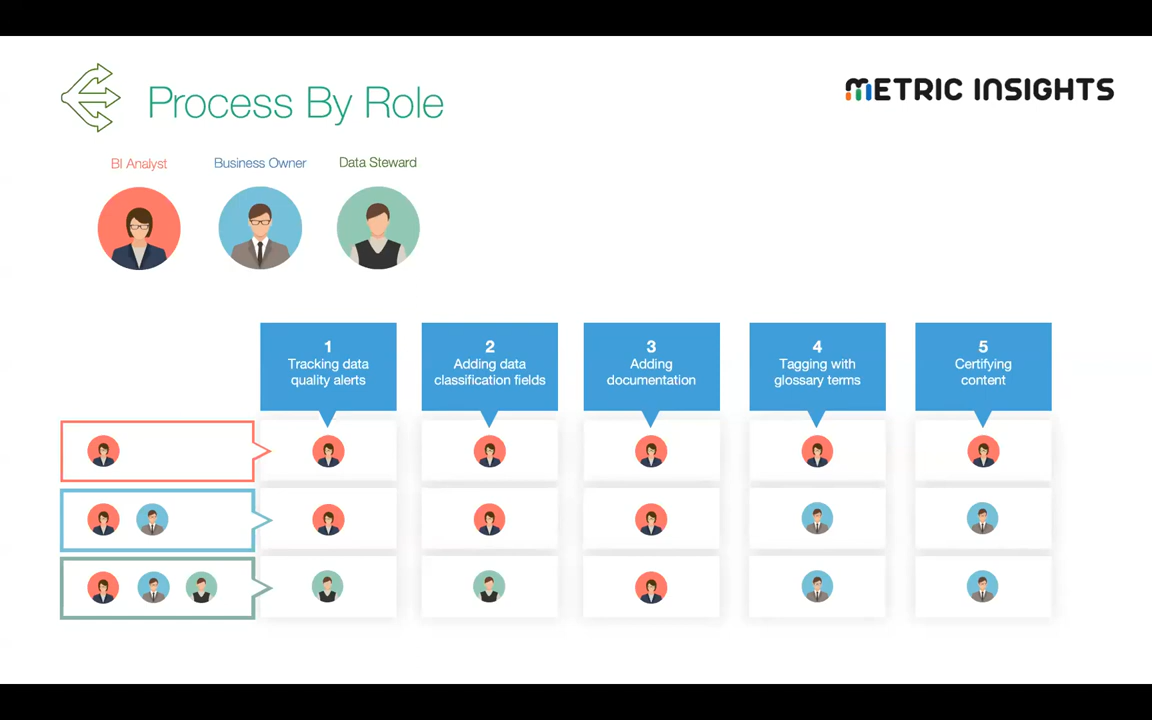 Process By Role
METRIC INSIGHTS
BI Analyst
Business Owner
Data Steward
1
Tracking data
quality alerts
2
Adding data
classification fields
3
Adding
documentation
4
Tagging with
glossary terms
5
Certifying
content